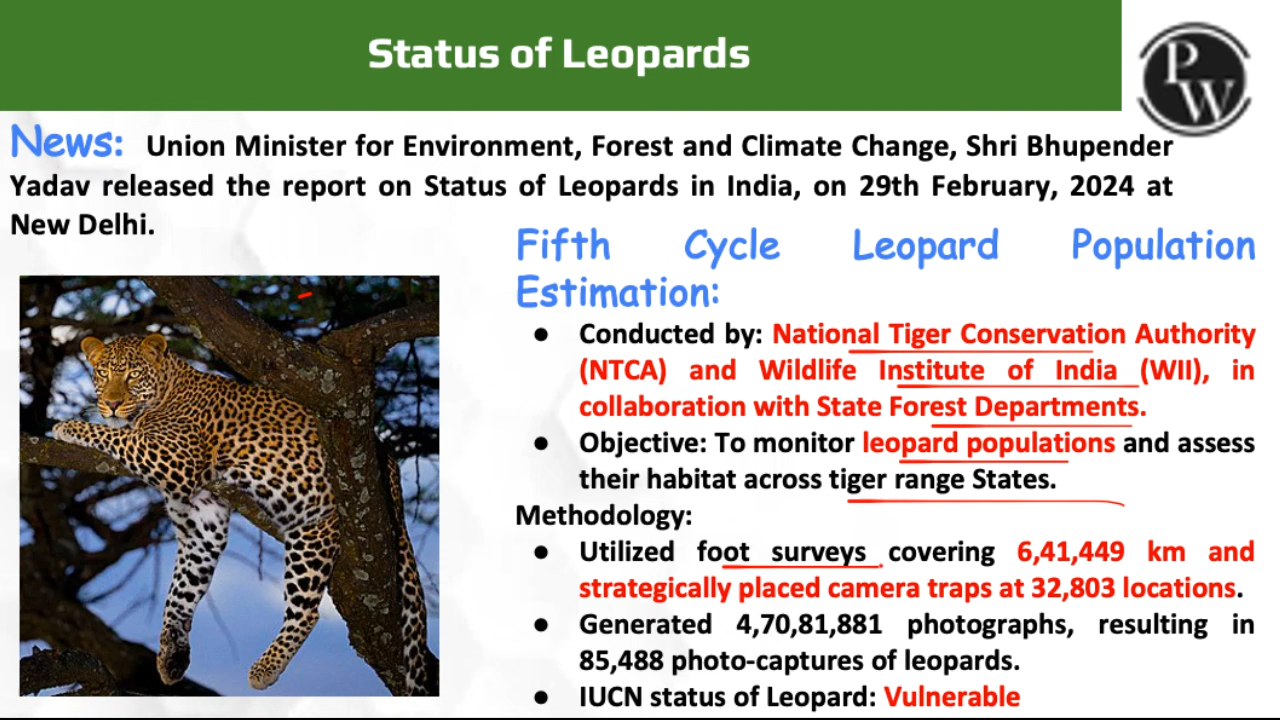 Status of Leopards
PW
News: Union Minister for Environment, Forest and Climate Change, Shri Bhupender
Yadav released the report on Status of Leopards in India, on 29th February, 2024 at
New Delhi.
Fifth Cycle Leopard Population
Estimation:
● Conducted by: National Tiger Conservation Authority
(NTCA) and Wildlife Institute of India (WII), in
collaboration with State Forest Departments.
● Objective: To monitor leopard populations and assess
their habitat across tiger range States.
Methodology:
● Utilized foot surveys covering 6,41,449 km and
strategically placed camera traps at 32,803 locations.
● Generated 4,70,81,881 photographs, resulting in
85,488 photo-captures of leopards.
● IUCN status of Leopard: Vulnerable